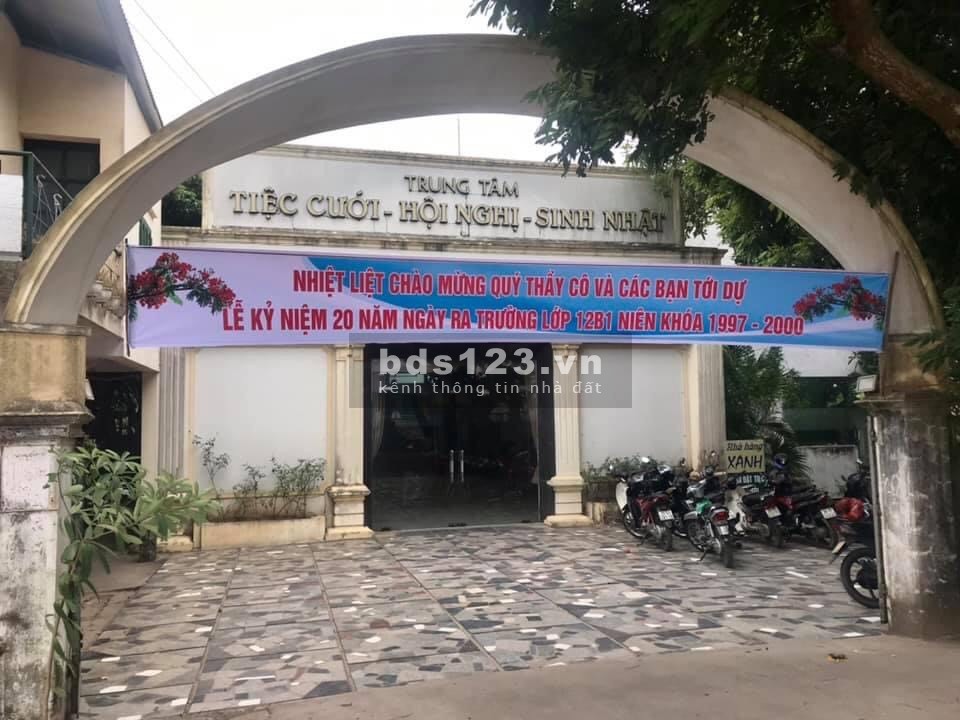 TRUNG TÂM
TIỆC CƯỚI - HỘI NGHỊ - SINH NHẬT
NHIỆT LIỆT CHÀO MỪNG QUÝ THẦY CÔ VÀ CÁC BẠN TỚI DỰ
LỄ KỶ NIỆM 20 NĂM NGÀY RA TRƯỜNG LỚP 12B1 NIÊN KHÓA 1997 - 2000
bds123.vn
kênh thông tin nhà đất
Nhà hàng
XANH